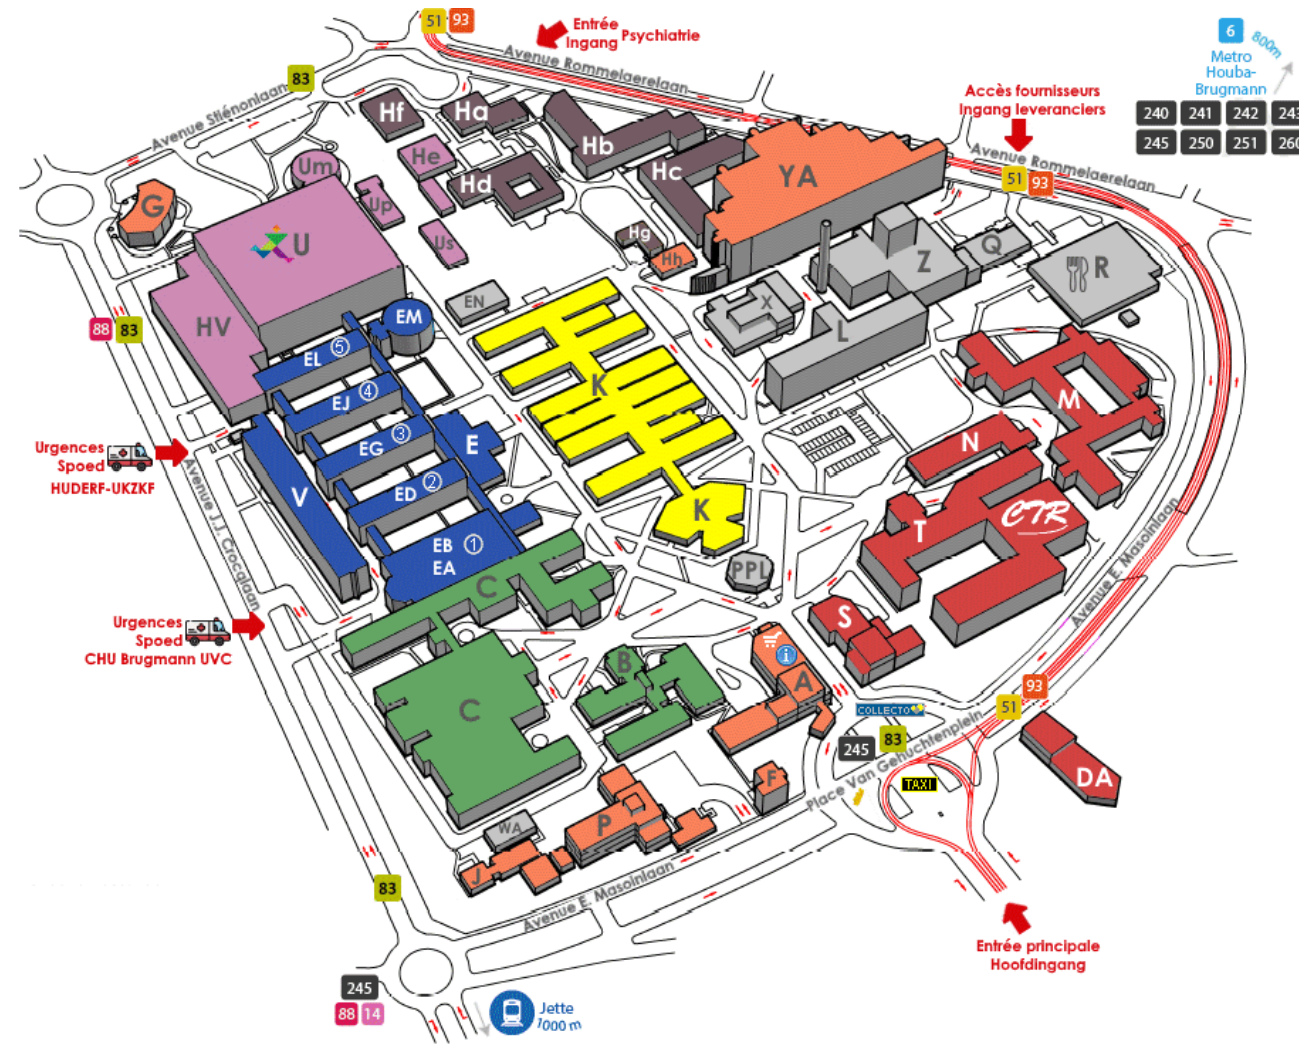 51 93
Entrée
Ingang Psychiatrie
Avenue Rommelaerelaan
6
800m
Metro
Houba-
Brugmann
240 241 242 243
245 250 251 260
Accès fournisseurs
Ingang leveranciers
Avenue Rommelaerelaan
51 93
83
Avenue Stiénonlaan
Hf
Ha
Hb
Hc
He
Hd
Um
Up
Us
Hg
Hh
YA
G
U
HV
EN
EM
Z
Q
R
X
L
88 83
EL 5
EJ 4
EG 3
ED 2
EB 1
EA
E
V
K
K
M
N
T
CTR
PPL
S
Urgences
Spoed
HUDERF-UKZKF
Avenue J.J. Crocqlaan
Urgences
Spoed
CHU Brugmann UVC
C
C
B
i
A
COLLECTO
245 83
Place Van Gehuchtenplein
51 93
Avenue E. Masoinlaan
DA
TAXI
F
P
WA
J
83
Avenue E. Masoinlaan
Entrée principale
Hoofdingang
245
88 14
Jette
1000 m